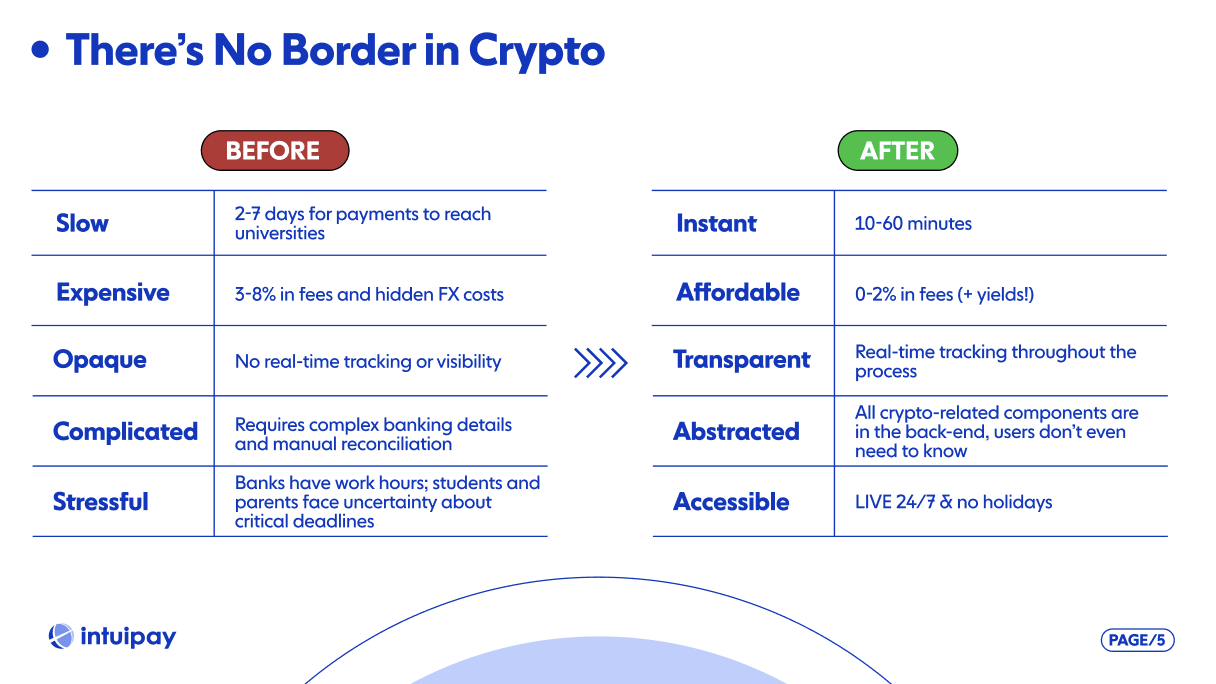 • There's No Border in Crypto
BEFORE
Slow
2-7 days for payments to reach
universities
Expensive
3-8% in fees and hidden FX costs
Opaque
No real-time tracking or visibility
Complicated
Requires complex banking details
and manual reconciliation
Stressful
Banks have work hours; students and
parents face uncertainty about
critical deadlines
AFTER
Instant
10-60 minutes
Affordable
0-2% in fees (+ yields!)
Transparent
Real-time tracking throughout the
process
Abstracted
All crypto-related components are
in the back-end, users don't even
need to know
Accessible
LIVE 24/7 & no holidays
intuipay
PAGE/5